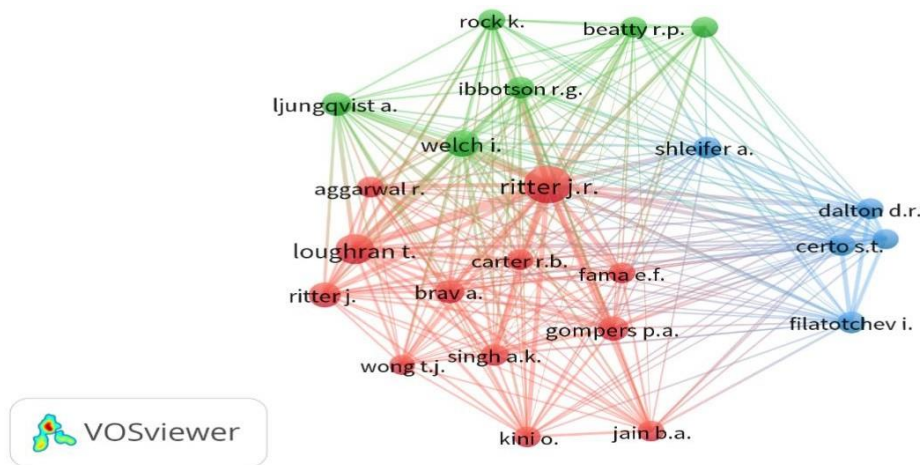 rock k.
beatty r.p.
ibbotson r.g.
ljungqvist a.
welch i.
shleifer a.
aggarwal r.
ritter j.r.
dalton d.r.
certo s.t.
loughran t.
carter r.b.
fama e.f.
ritter j.
brav a.
gompers p.a.
filatotchev i.
wong t.j.
singh a.k.
kini o.
jain b.a.
VOSviewer